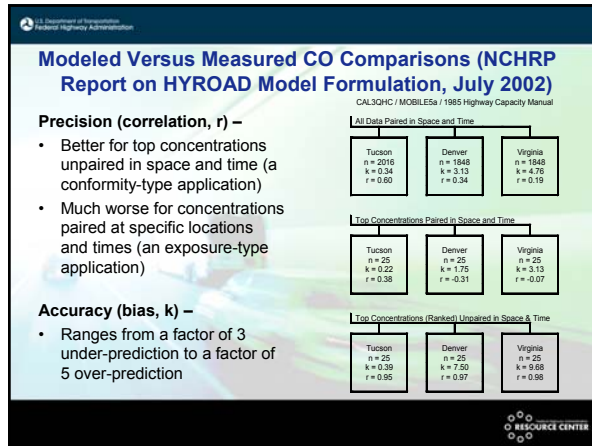 U.S. Department of Transportation
Federal Highway Administration
Modeled Versus Measured CO Comparisons (NCHRP
Report on HYROAD Model Formulation, July 2002)
CAL3QHC / MOBILE5a / 1985 Highway Capacity Manual
Precision (correlation, r) –
• Better for top concentrations
unpaired in space and time (a
conformity-type application)
• Much worse for concentrations
paired at specific locations
and times (an exposure-type
application)
Accuracy (bias, k) –
• Ranges from a factor of 3
under-prediction to a factor of
5 over-prediction
All Data Paired in Space and Time
Tucson
n = 2016
k = 0.34
r = 0.60
Denver
n = 1848
k = 3.13
r = 0.34
Virginia
n = 1848
k = 4.76
r = 0.19
Top Concentrations Paired in Space and Time
Tucson
n = 25
k = 0.22
r = 0.38
Denver
n = 25
k = 1.75
r = -0.31
Virginia
n = 25
k = 3.13
r = -0.07
Top Concentrations (Ranked) Unpaired in Space & Time
Tucson
n = 25
k = 0.39
r = 0.95
Denver
n = 25
k = 7.50
r = 0.97
Virginia
n = 25
k = 9.68
r = 0.98
RESOURCE CENTER